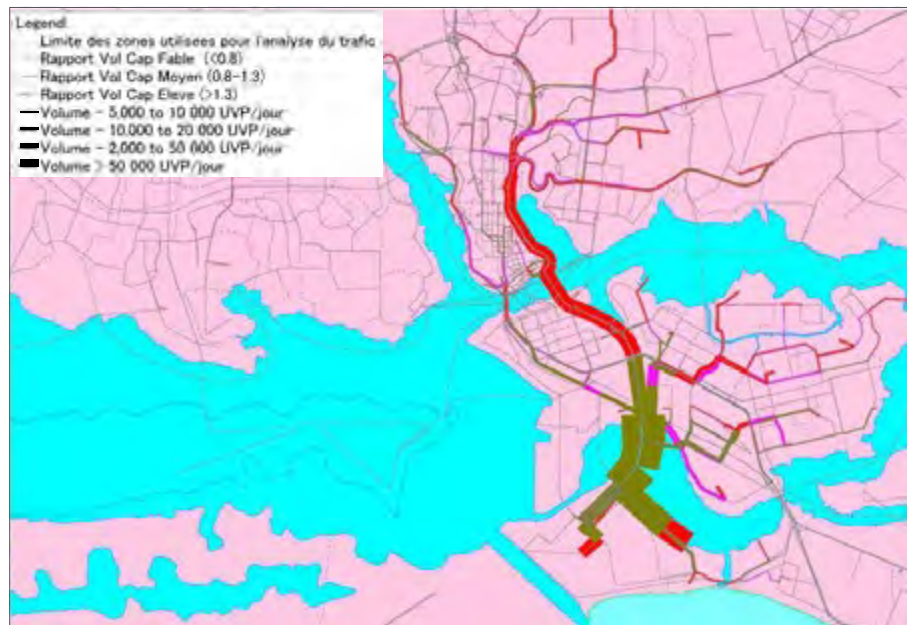 Legend
Limite des zones utilisees pour l'analyse du trafic
Rapport Vol Cap Fable (<0.8)
Rapport Vol Cap Moyen (0.8-1.3)
Rapport Vol Cap Eleve (>1.3)
Volume - 5,000 to 10 000 UVP/jour
Volume - 10,000 to 20 000 UVP/jour
Volume - 2,000 to 50 000 UVP/jour
Volume > 50 000 UVP/jour